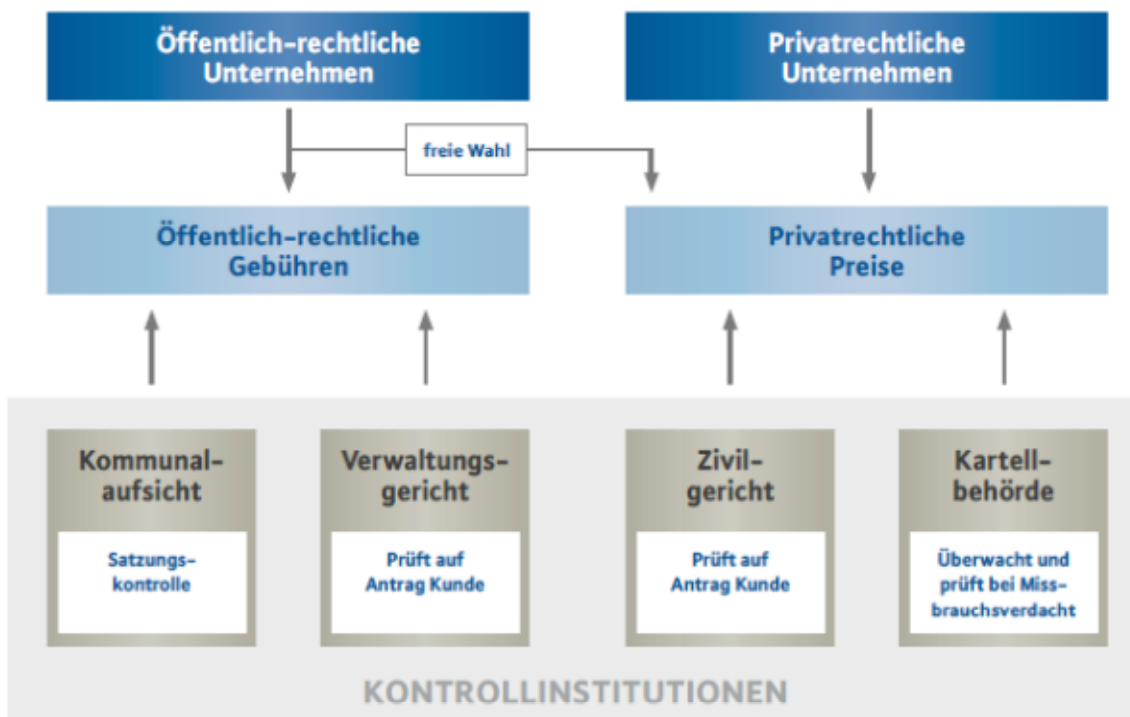 Öffentlich-rechtliche
Unternehmen
Privatrechtliche
Unternehmen
freie Wahl
Öffentlich-rechtliche
Gebühren
Privatrechtliche
Preise
Kommunal-
aufsicht
Satzungs-
kontrolle
Verwaltungs-
gericht
Prüft auf
Antrag Kunde
Zivil-
gericht
Prüft auf
Antrag Kunde
Kartell-
behörde
Überwacht und
prüft bei Miss-
brauchsverdacht
KONTROLLINSTITUTIONEN